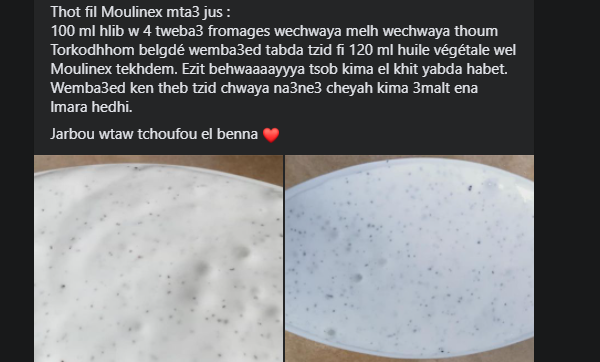 Thot fil Moulinex mta3 jus :
100 ml hlib w 4 tweba3 fromages wechwaya melh wechwaya thoum
Torkodhhom belgdé wemba3ed tabda tzid fi 120 ml huile végétale wel
Moulinex tekhdem. Ezit behwaaaayyya tsob kima el khit yabda habet.
Wemba3ed ken theb tzid chwaya na3ne3 cheyah kima 3malt ena
lmara hedhi.
Jarbou wtaw tchoufou el benna ❤️